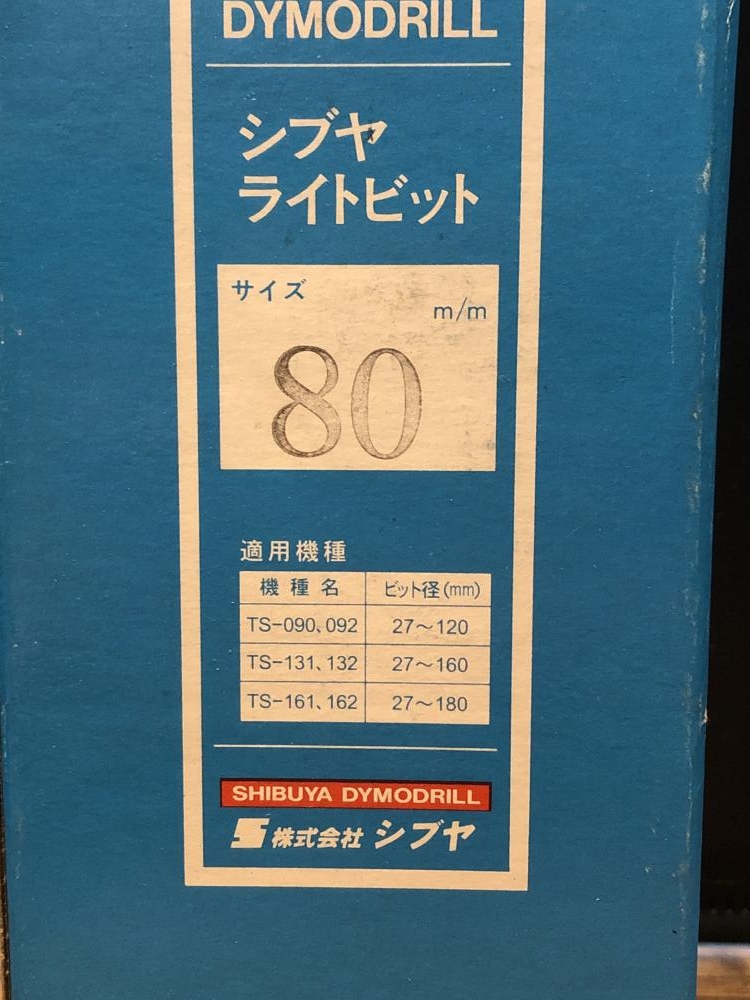 DYMODRILL
シブヤ
ライトビット
サイズ
m/m
80
適用機種
機種名 ビット径(mm)
TS-090、092 27〜120
TS-131、132 27〜160
TS-161、162 27〜180
SHIBUYA DYMODRILL
株式会社 シブヤ